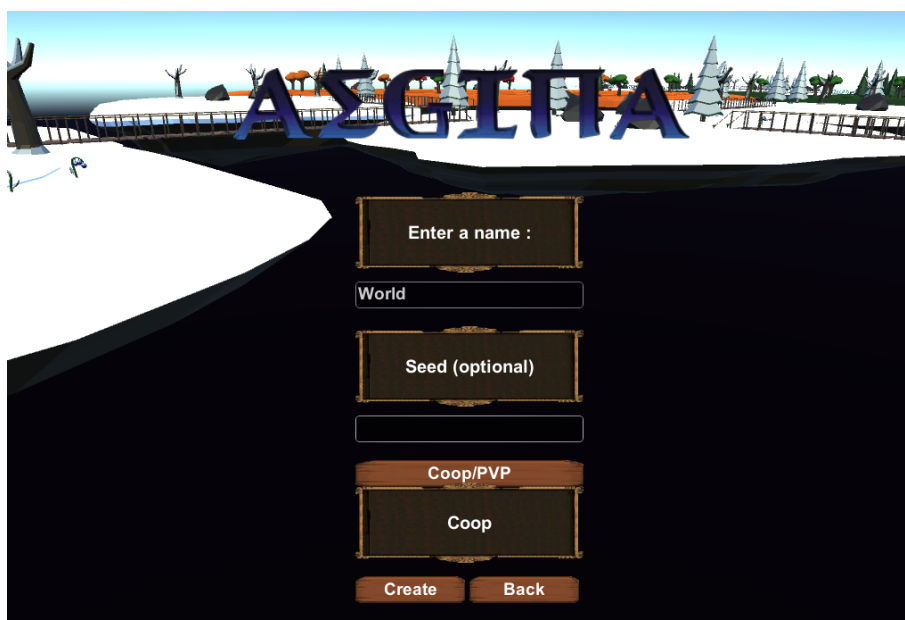 ΑΣGIΠΑ
Enter a name :
World
Seed (optional)
Coop/PVP
Coop
Create Back